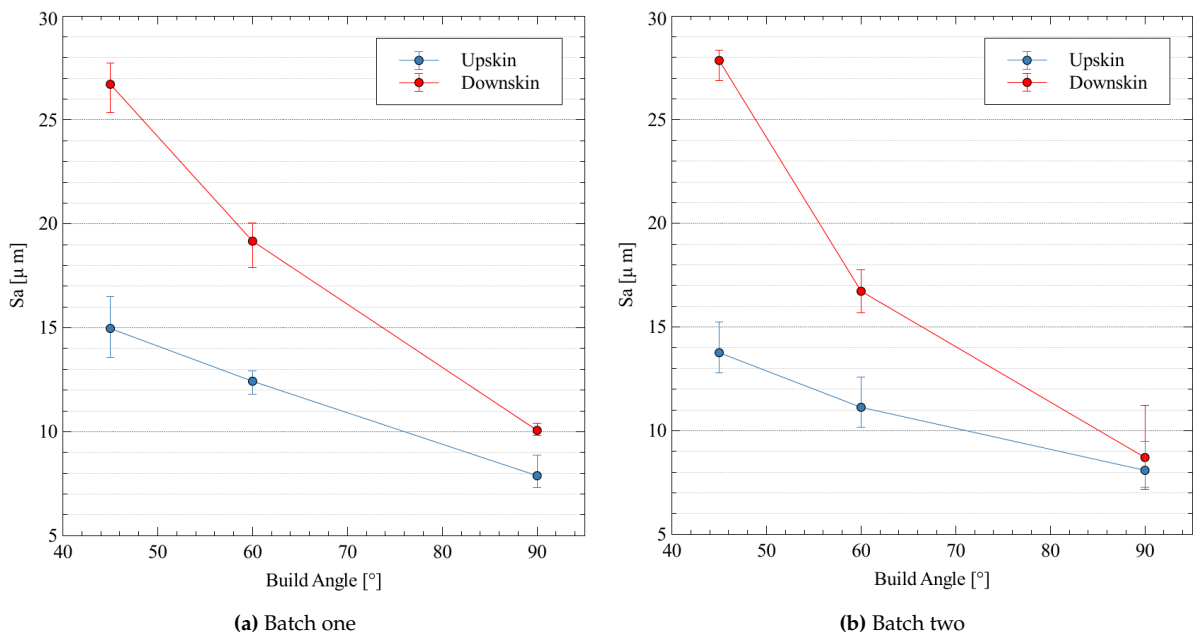 30
25
20
15
10
5
Sa [μ m]
Upskin
Downskin
40 50 60 70 80 90
Build Angle [°]
(a) Batch one
30
25
20
15
10
5
Sa [μ m]
Upskin
Downskin
40 50 60 70 80 90
Build Angle [°]
(b) Batch two